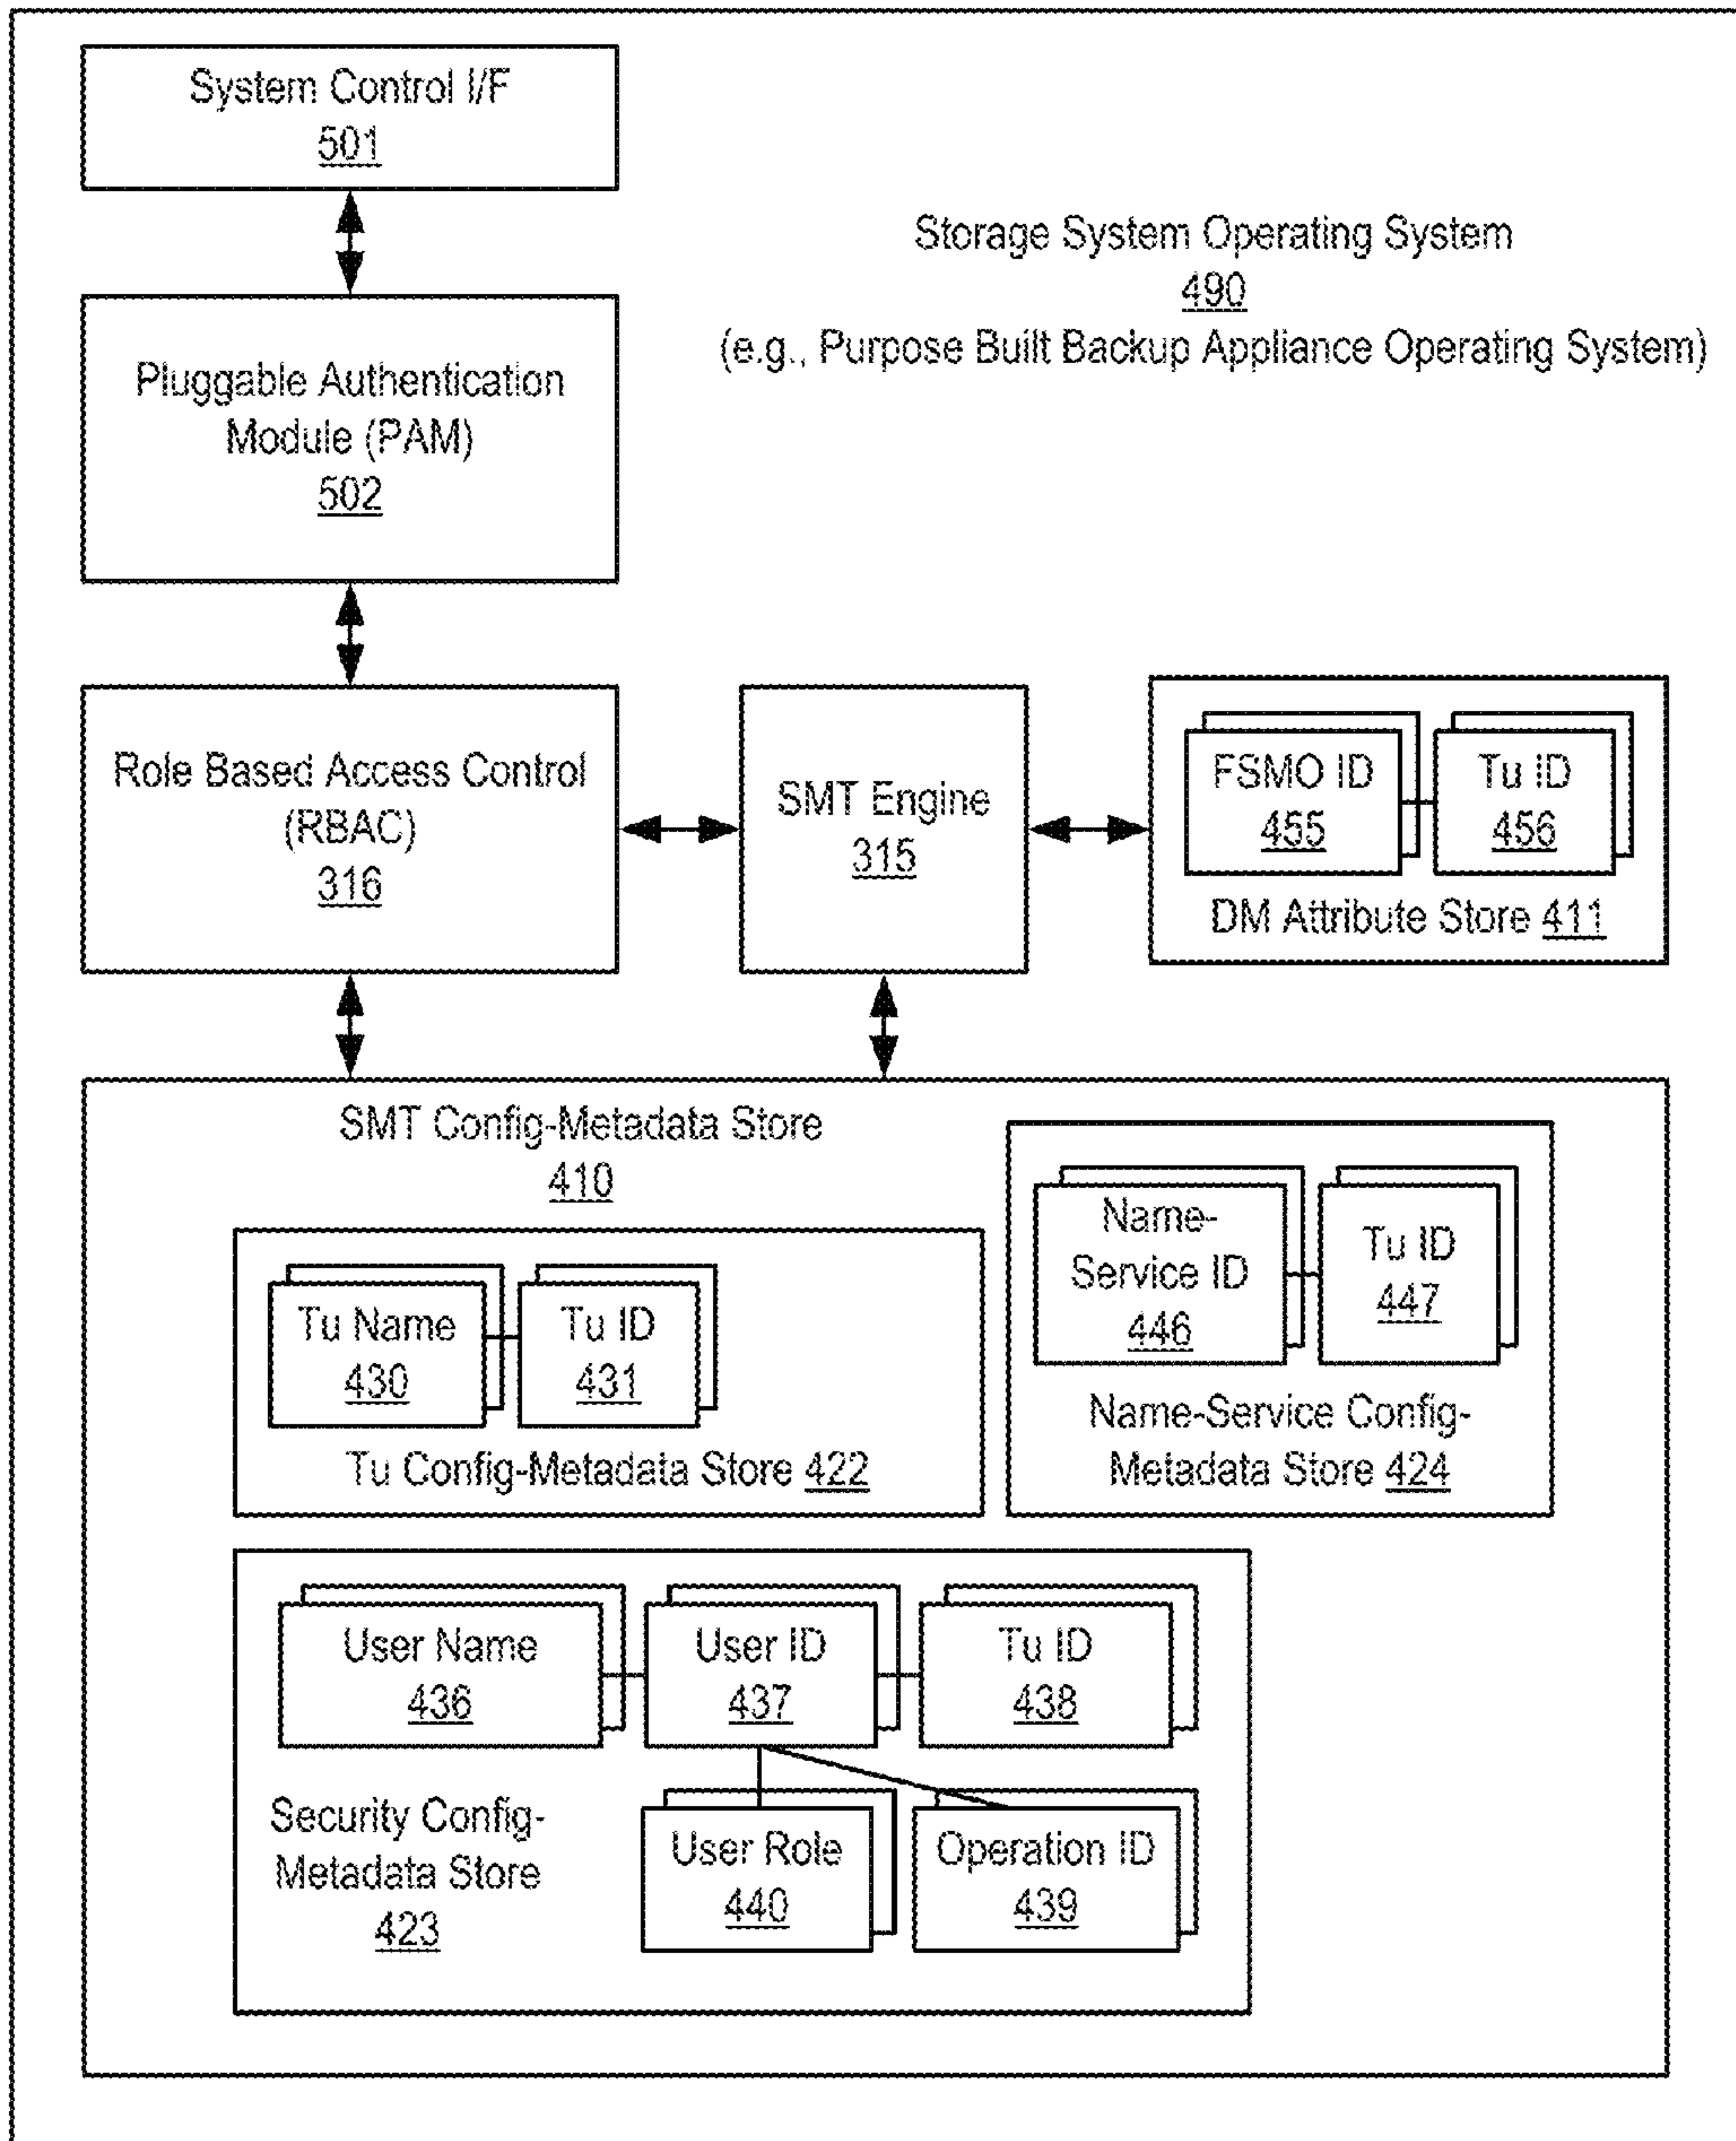 System Control I/F
501
Storage System Operating System
490
(e.g., Purpose Built Backup Appliance Operating System)
Pluggable Authentication
Module (PAM)
502
Role Based Access Control
(RBAC)
316
SMT Engine
315
FSMO ID
455
Tu ID
456
DM Attribute Store 411
SMT Config-Metadata Store
410
Name-
Service ID
446
Tu ID
447
Name-Service Config-
Metadata Store 424
Tu Name
430
Tu ID
431
Tu Config-Metadata Store 422
User Name
436
User ID
437
Tu ID
438
Security Config-
Metadata Store
423
User Role
440
Operation ID
439